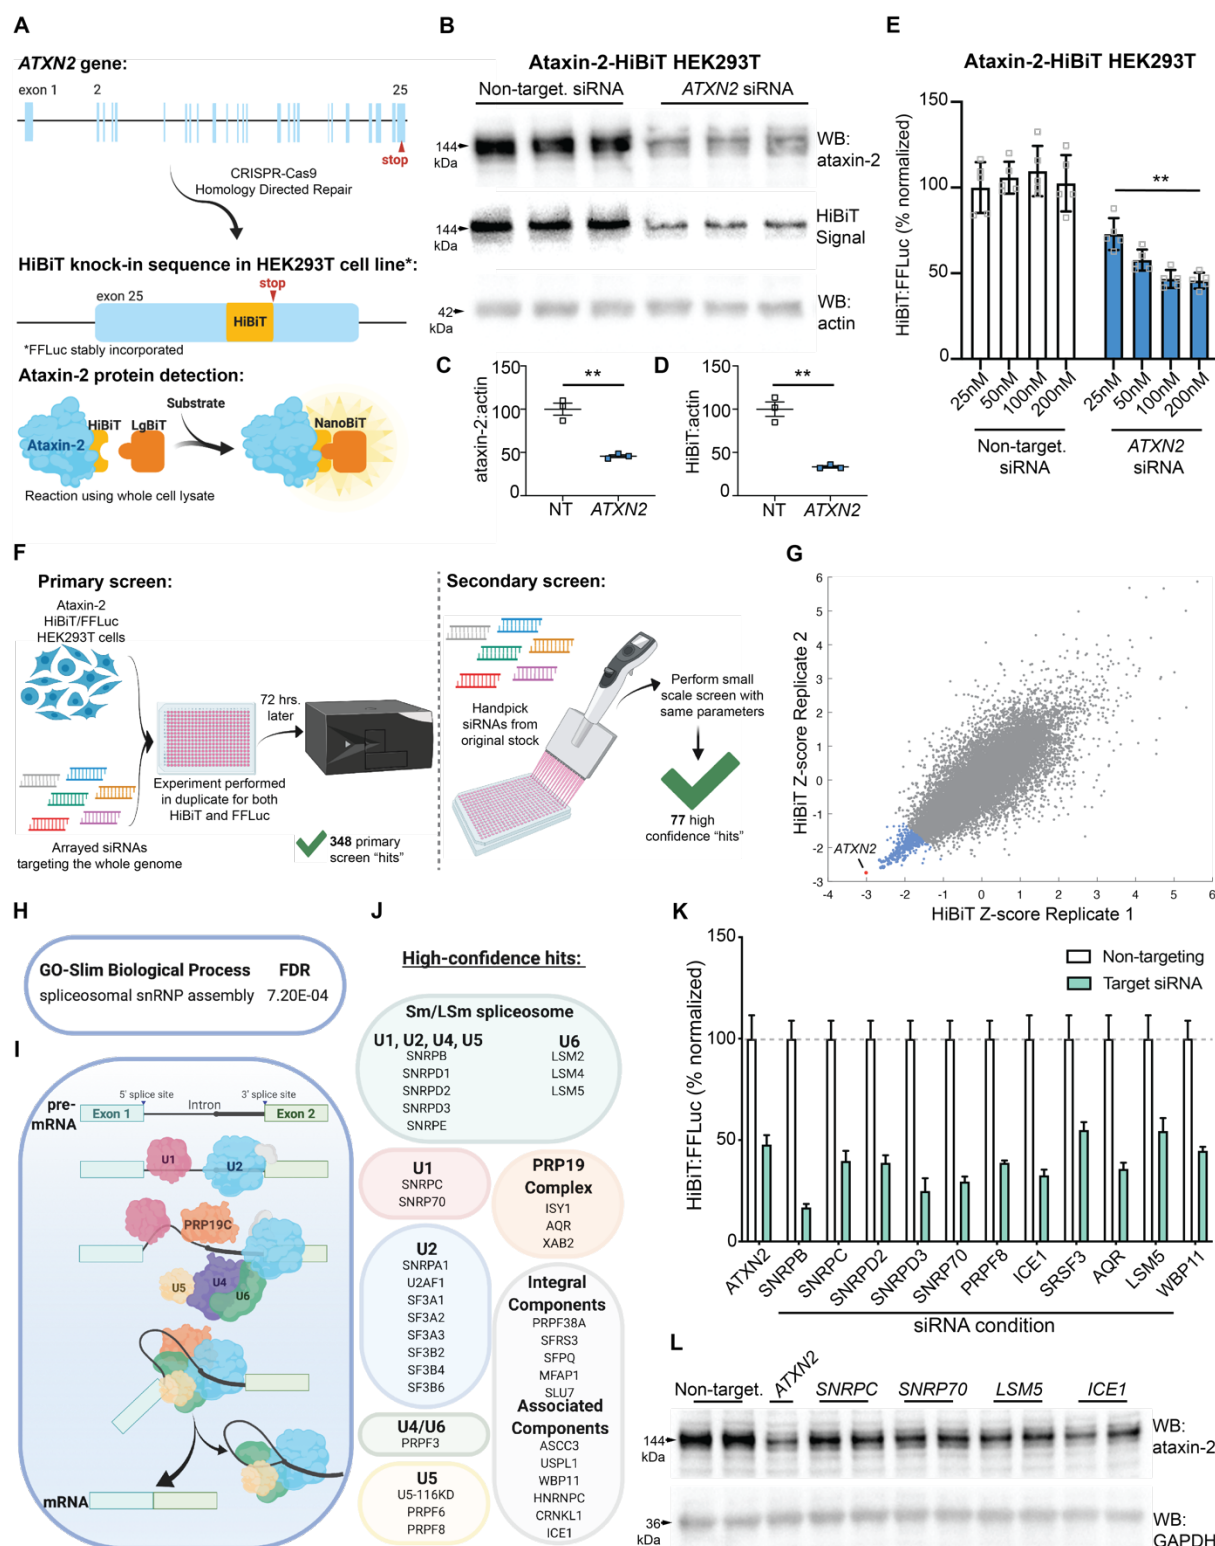 A
ATXN2 gene:
exon 1
2
25
stop
CRISPR-Cas9
Homology Directed Repair
HiBiT knock-in sequence in HEK293T cell line*:
exon 25
stop
HiBiT
*FFLuc stably incorporated
Ataxin-2 protein detection:
Substrate
HiBiT
LgBiT
NanoBiT
Ataxin-2
Reaction using whole cell lysate
B
Ataxin-2-HiBiT HEK293T
Non-target. siRNA
ATXN2 siRNA
144
kDa
WB:
ataxin-2
144
kDa
HiBiT
Signal
42
kDa
WB:
actin
C
150
100
50
0
ataxin-2:actin
**
NT
ATXN2
D
150
100
50
0
HiBiT:actin
**
NT
ATXN2
E
Ataxin-2-HiBiT HEK293T
150
100
50
0
HiBiT:FFLuc (% normalized)
**
25nM
50nM
100nM
200nM
25nM
50nM
100nM
200nM
Non-target.
siRNA
ATXN2
siRNA
F
Primary screen:
Ataxin-2
HiBiT/FFLuc
HEK293T cells
72 hrs.
later
Experiment performed
in duplicate for both
HiBiT and FFLuc
Arrayed siRNAs
targeting the whole genome
348 primary
screen “hits”
Secondary screen:
Handpick
siRNAs from
original stock
Perform small
scale screen with
same parameters
77 high
confidence “hits”
G
6
5
4
3
2
1
0
-1
-2
-3
HiBiT Z-score Replicate 2
ATXN2
-4
-3
-2
-1
0
1
2
3
4
5
6
HiBiT Z-score Replicate 1
H
GO-Slim Biological Process FDR
spliceosomal snRNP assembly 7.20E-04
I
5' splice site
3' splice site
pre-
mRNA
Exon 1
Intron
Exon 2
U1
U2
PRP19C
U5
U4
U6
mRNA
J
High-confidence hits:
Sm/LSm spliceosome
U1, U2, U4, U5
SNRPB
SNRPD1
SNRPD2
SNRPD3
SNRPE
U6
LSM2
LSM4
LSM5
U1
SNRPC
SNRP70
PRP19
Complex
ISY1
AQR
XAB2
U2
SNRPA1
U2AF1
SF3A1
SF3A2
SF3A3
SF3B2
SF3B4
SF3B6
Integral
Components
PRPF38A
SFRS3
SFPQ
MFAP1
SLU7
Associated
Components
ASCC3
USPL1
WBP11
HNRNPC
CRNKL1
ICE1
U4/U6
PRPF3
U5
U5-116KD
PRPF6
PRPF8
K
150
100
50
0
HiBiT:FFLuc (% normalized)
Non-targeting
Target siRNA
ATXN2
SNRPB
SNRPC
SNRPD2
SNRPD3
SNRP70
PRPF8
ICE1
SRSF3
AQR
LSM5
WBP11
siRNA condition
L
Non-target.
ATXN2
SNRPC
SNRP70
LSM5
ICE1
144
kDa
WB:
ataxin-2
36
kDa
WB:
GAPDH